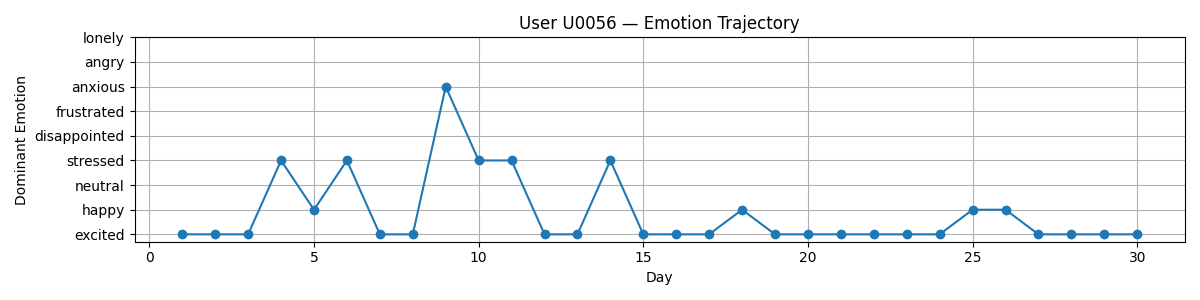 User U0056 — Emotion Trajectory
lonely
angry
anxious
frustrated
disappointed
stressed
neutral
happy
excited
Dominant Emotion
0 5 10 15 20 25 30
Day